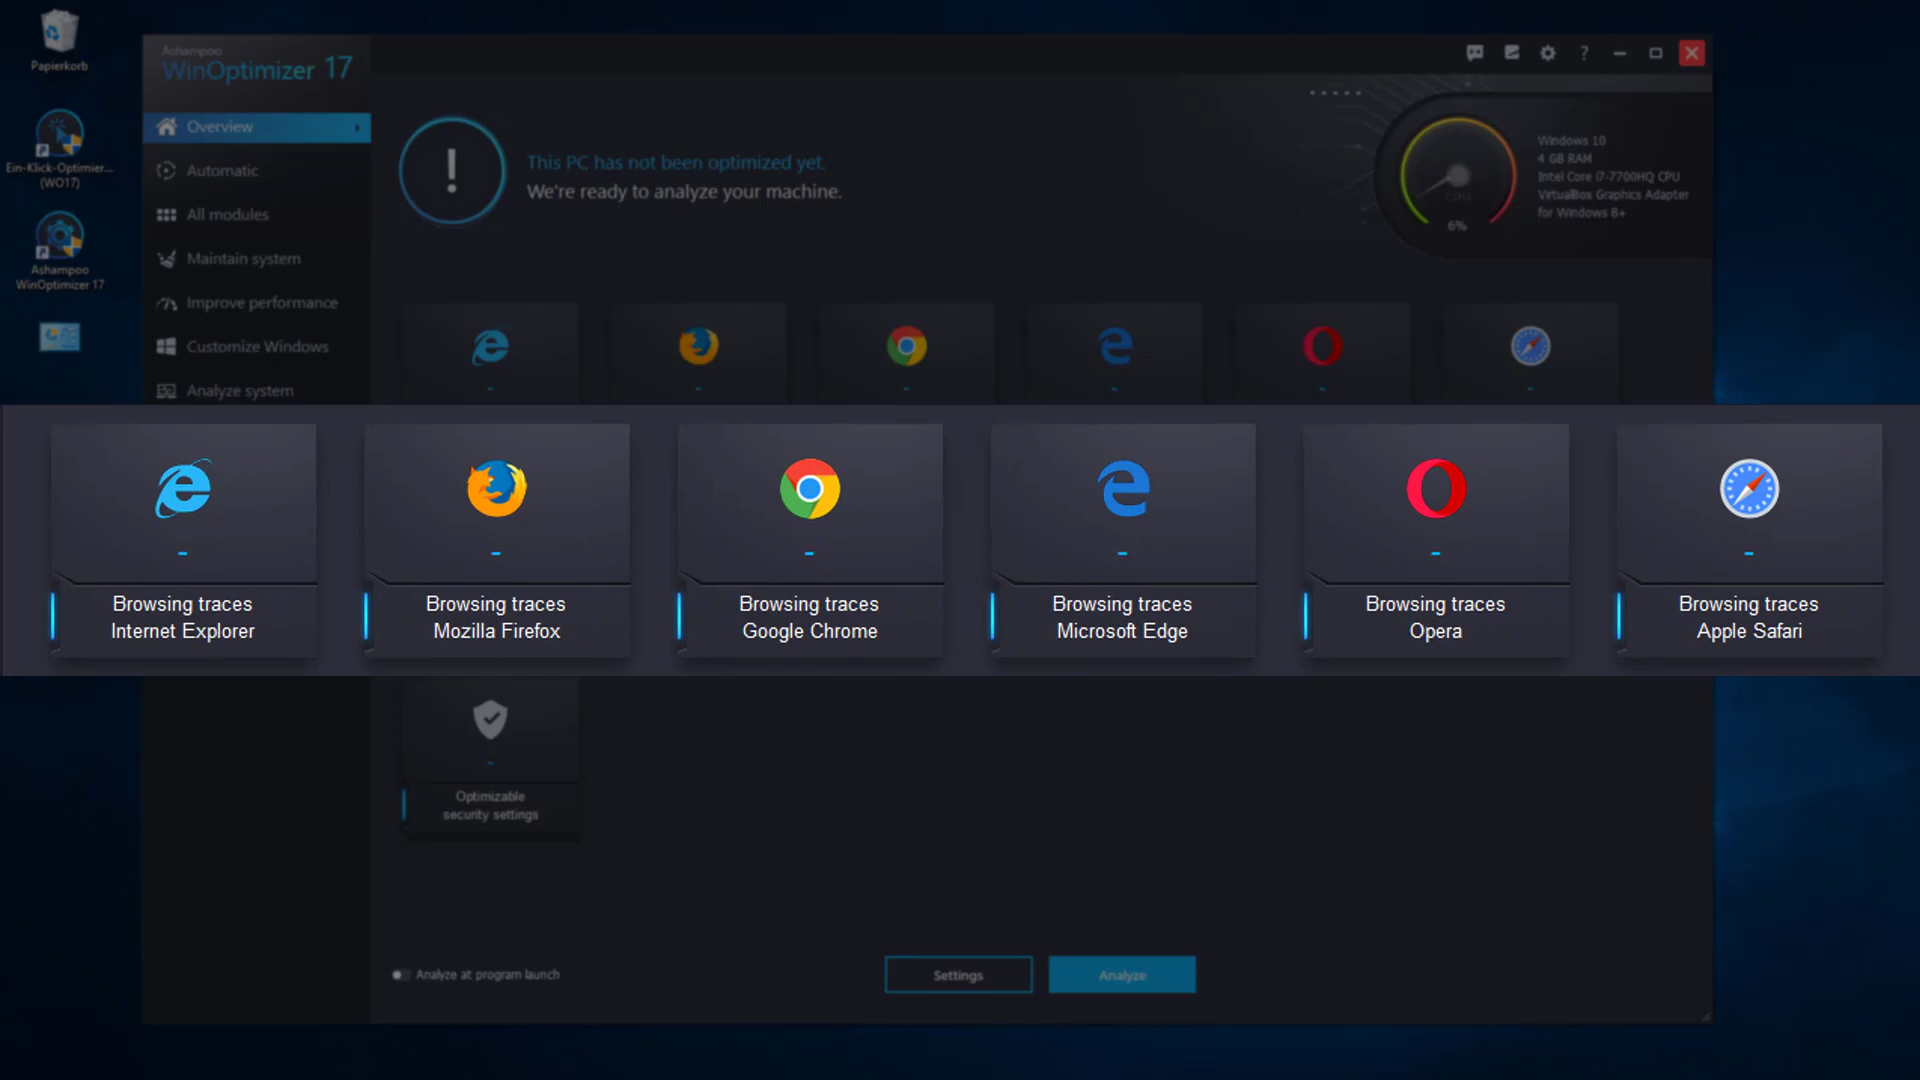 Papierkorb
Ein-Klick-Optimier...
(WO17)
Ashampoo
WinOptimizer 17
Ashampoo
WinOptimizer 17
Overview
Automatic
All modules
Maintain system
Improve performance
Customize Windows
Analyze system
This PC has not been optimized yet.
We're ready to analyze your machine.
CPU
6%
Windows 10
4 GB RAM
Intel Core i7-7700HQ CPU
VirtualBox Graphics Adapter
for Windows 8+
-
-
-
-
-
-
-
-
-
-
-
-
Browsing traces
Internet Explorer
Browsing traces
Mozilla Firefox
Browsing traces
Google Chrome
Browsing traces
Microsoft Edge
Browsing traces
Opera
Browsing traces
Apple Safari
-
Optimizable
security settings
Analyze at program launch
Settings
Analyze